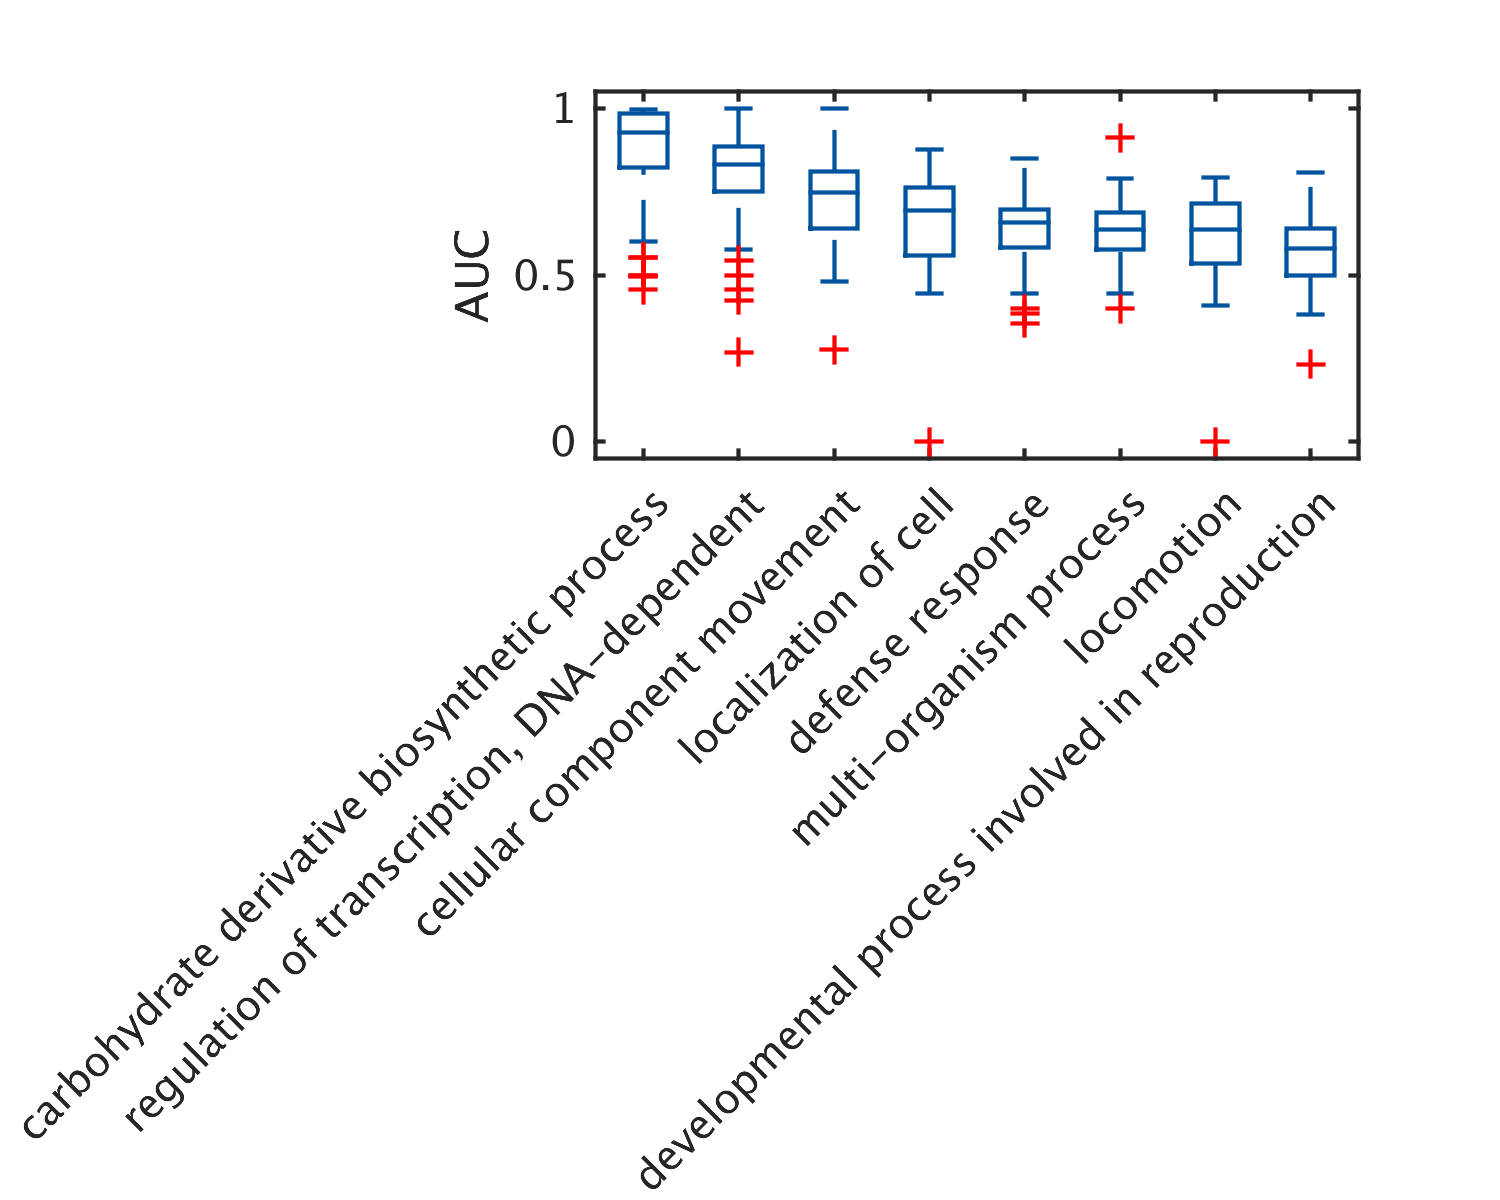 1
0.5
0
AUC
carbohydrate derivative biosynthetic process
regulation of transcription, DNA−dependent
cellular component movement
localization of cell
defense response
multi−organism process
locomotion
developmental process involved in reproduction